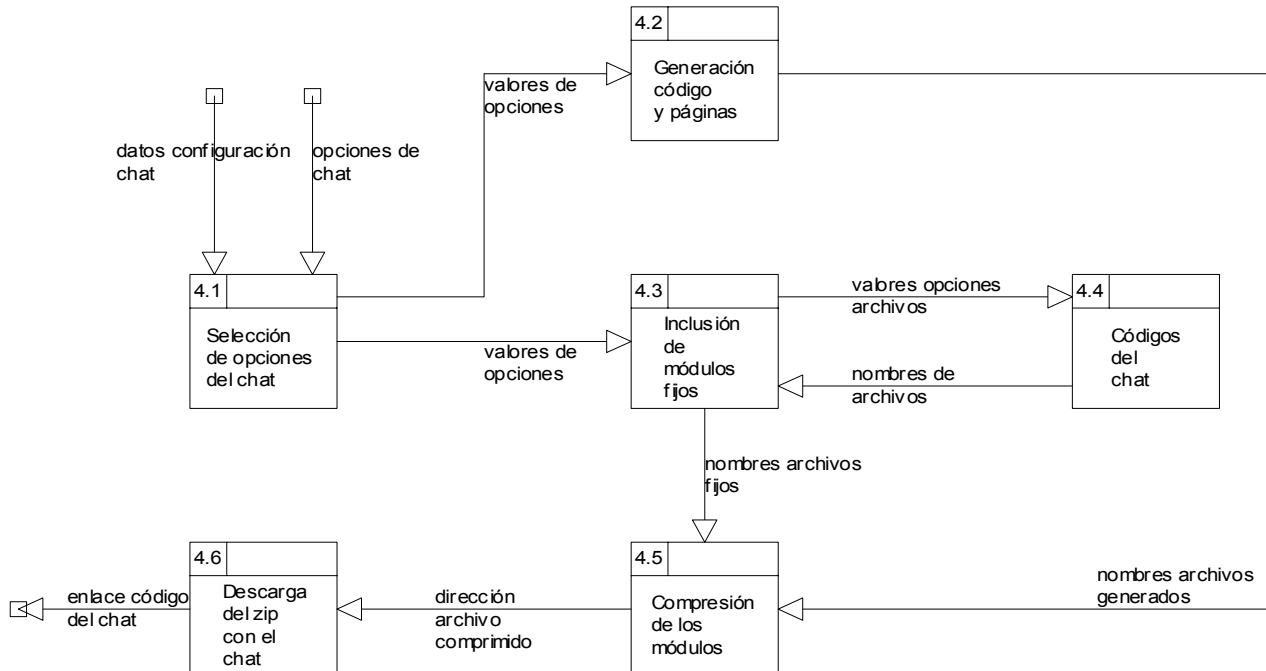 4.2
Generación
código
y páginas
valores de
opciones
datos configuración
chat
opciones de
chat
4.1
Selección
de opciones
del chat
valores de
opciones
4.3
Inclusión
de
módulos
fijos
valores opciones
archivos
4.4
Códigos
del
chat
nombres de
archivos
nombres archivos
fijos
4.6
Descarga
del zip
con el
chat
enlace código
del chat
dirección
archivo
comprimido
4.5
Compresión
de los
módulos
nombres archivos
generados